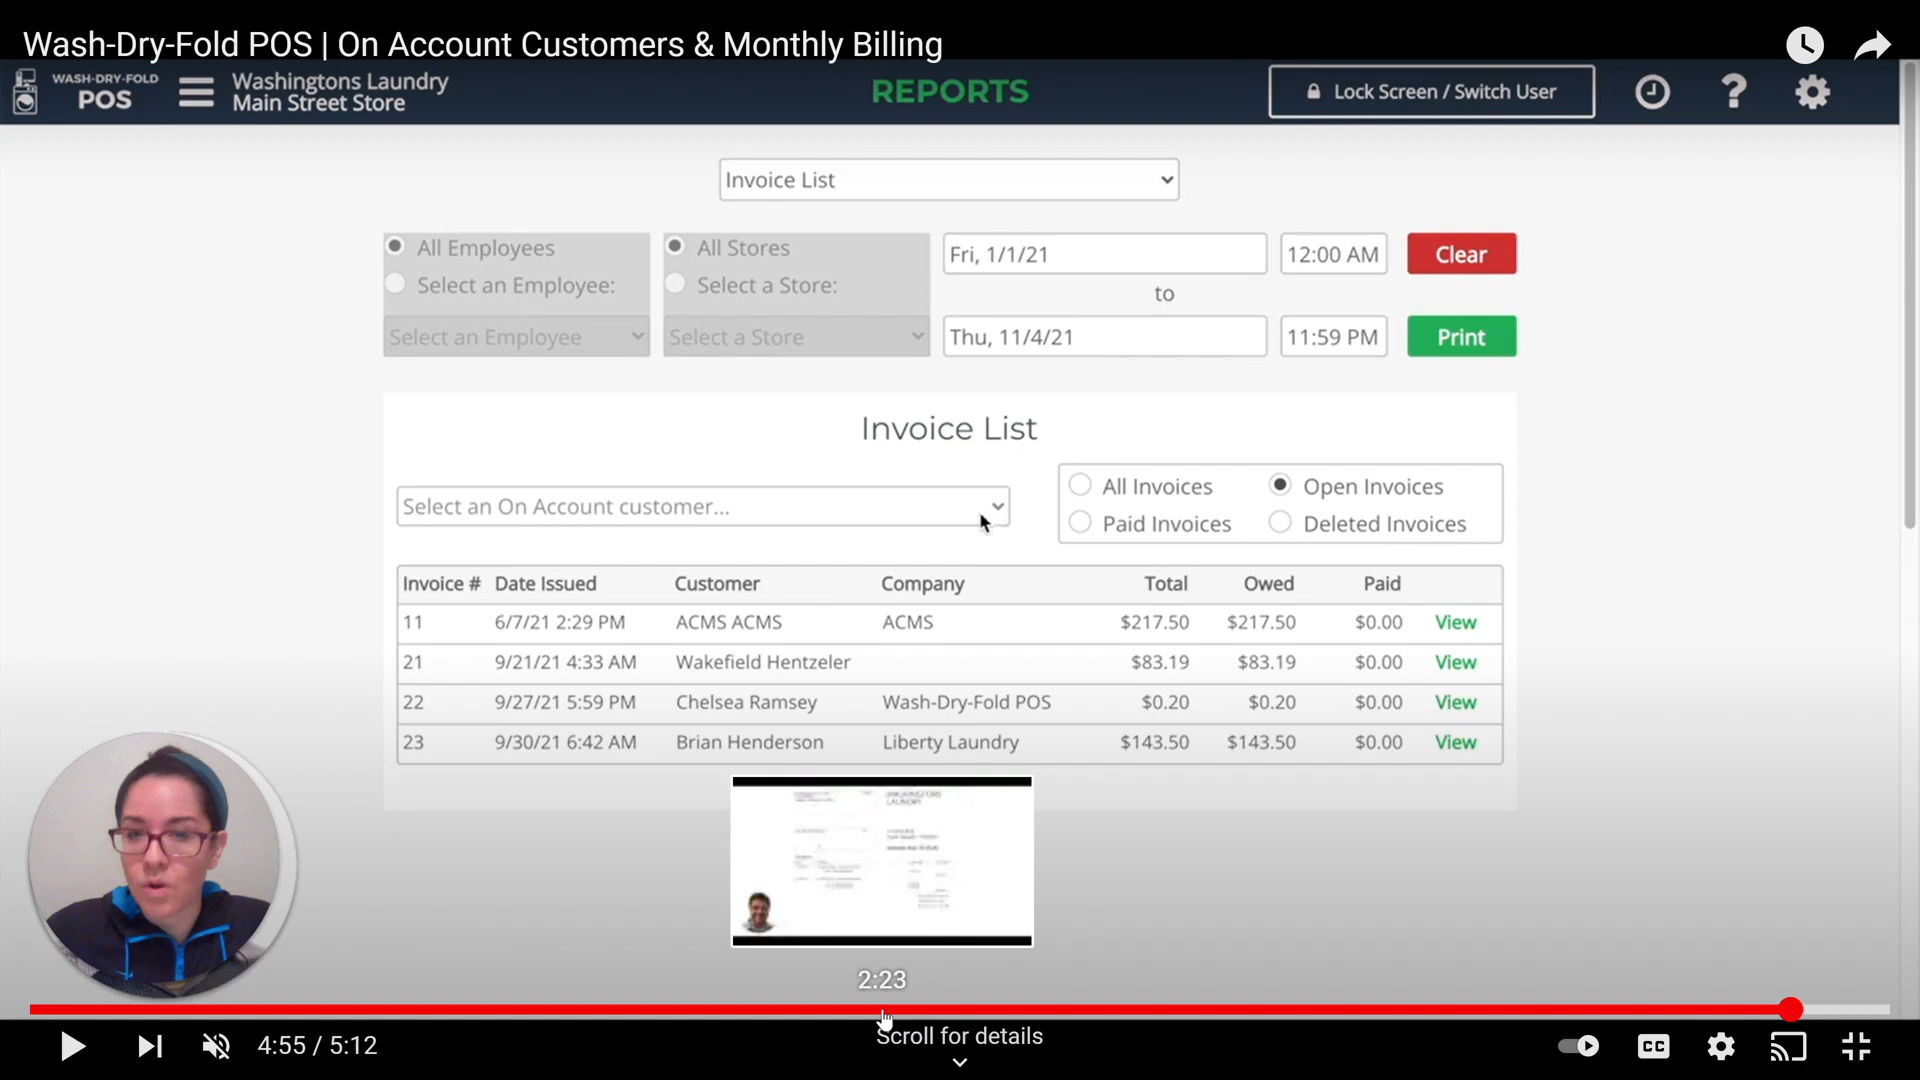 Wash-Dry-Fold POS | On Account Customers & Monthly Billing
WASH-DRY-FOLD
POS
Washingtons Laundry
Main Street Store
REPORTS
Lock Screen / Switch User
?
Invoice List
All Employees
Select an Employee:
Select an Employee
All Stores
Select a Store:
Select a Store
Fri, 1/1/21 12:00 AM Clear
to
Thu, 11/4/21 11:59 PM Print
Invoice List
Select an On Account customer...
All Invoices Open Invoices
Paid Invoices Deleted Invoices
Invoice # Date Issued Customer Company Total Owed Paid
11 6/7/21 2:29 PM ACMS ACMS ACMS $217.50 $217.50 $0.00 View
21 9/21/21 4:33 AM Wakefield Hentzeler $83.19 $83.19 $0.00 View
22 9/27/21 5:59 PM Chelsea Ramsey Wash-Dry-Fold POS $0.20 $0.20 $0.00 View
23 9/30/21 6:42 AM Brian Henderson Liberty Laundry $143.50 $143.50 $0.00 View
LAUNDRY
2:23
4:55 / 5:12
Scroll for details
CC